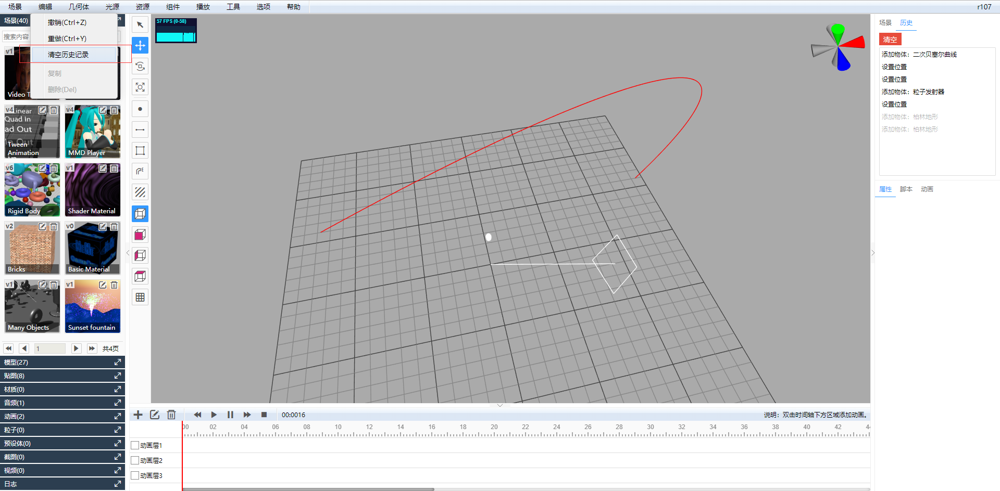 场景 编辑 几何体 光源 资源 组件 播放 工具 选项 帮助 r107
场景(40)
搜索内容
撤销(Ctrl+Z)
重做(Ctrl+Y)
清空历史记录
复制
删除(Del)
v1
Video T
v4
Linear
Quad In
ad Out
In Out
Tween
Animation
v4
MMD Player
v6
Rigid Body
v1
Shader Material
v2
Bricks
v0
Basic Material
v1
Many Objects
v1
Sunset fountain
1
共4页
模型(27)
贴图(8)
材质(0)
音频(1)
动画(2)
粒子(0)
预设体(0)
截图(0)
视频(0)
日志
57 FPS (0-58)
00:0016
说明：双击时间轴下方区域添加动画。
00 02 04 06 08 10 12 14 16 18 20 22 24 26 28 30 32 34 36 38 40 42
动画层1
动画层2
动画层3
场景 历史
清空
添加物体：二次贝塞尔曲线
设置位置
设置位置
添加物体：粒子发射器
设置位置
添加物体：柏林地形
添加物体：柏林地形
属性 脚本 动画